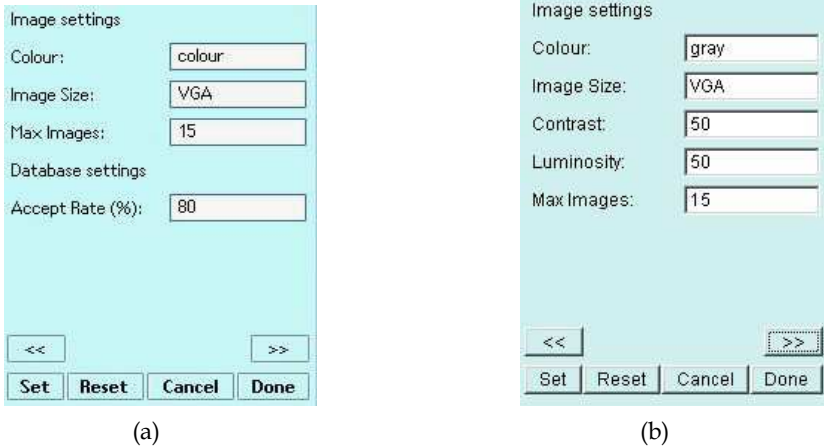 Image settings
Colour: colour
Image Size: VGA
Max Images: 15
Database settings
Accept Rate (%): 80
<< >>
Set Reset Cancel Done
(a)
Image settings
Colour: gray
Image Size: VGA
Contrast: 50
Luminosity: 50
Max Images: 15
<< >>
Set Reset Cancel Done
(b)